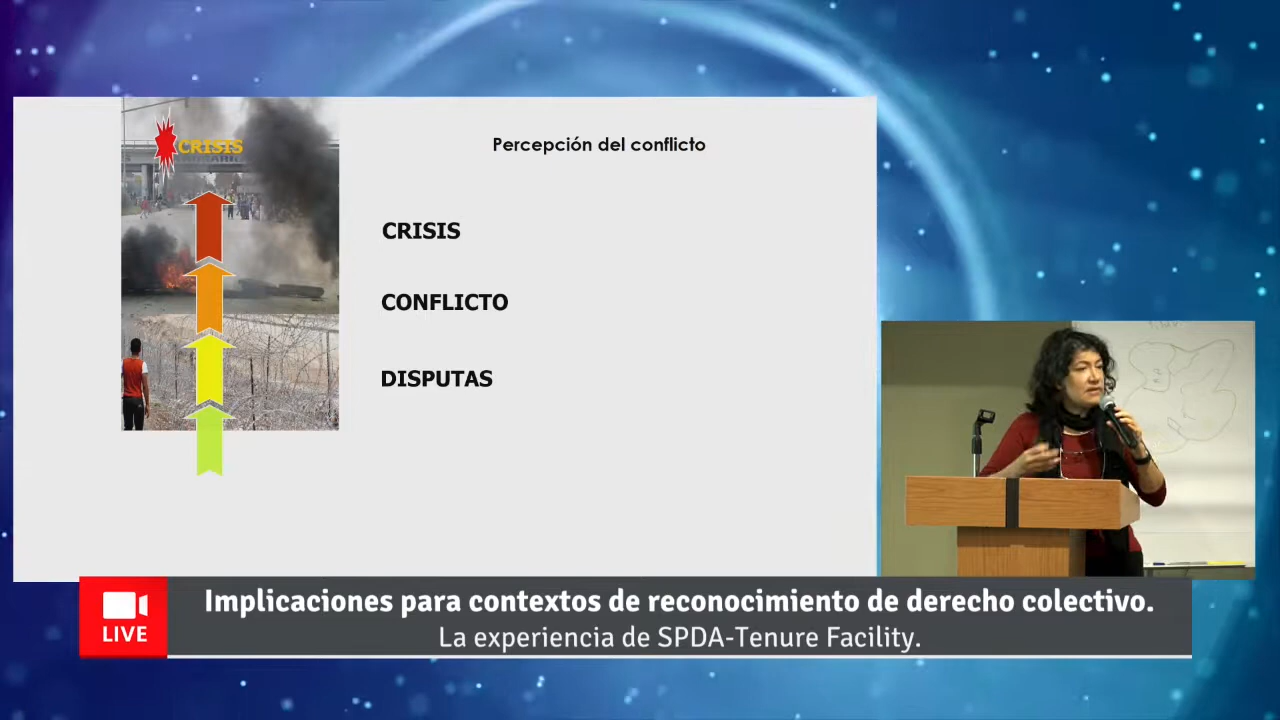 CRISIS
Percepción del conflicto
CRISIS
CONFLICTO
DISPUTAS
LIVE
Implicaciones para contextos de reconocimiento de derecho colectivo.
La experiencia de SPDA-Tenure Facility.